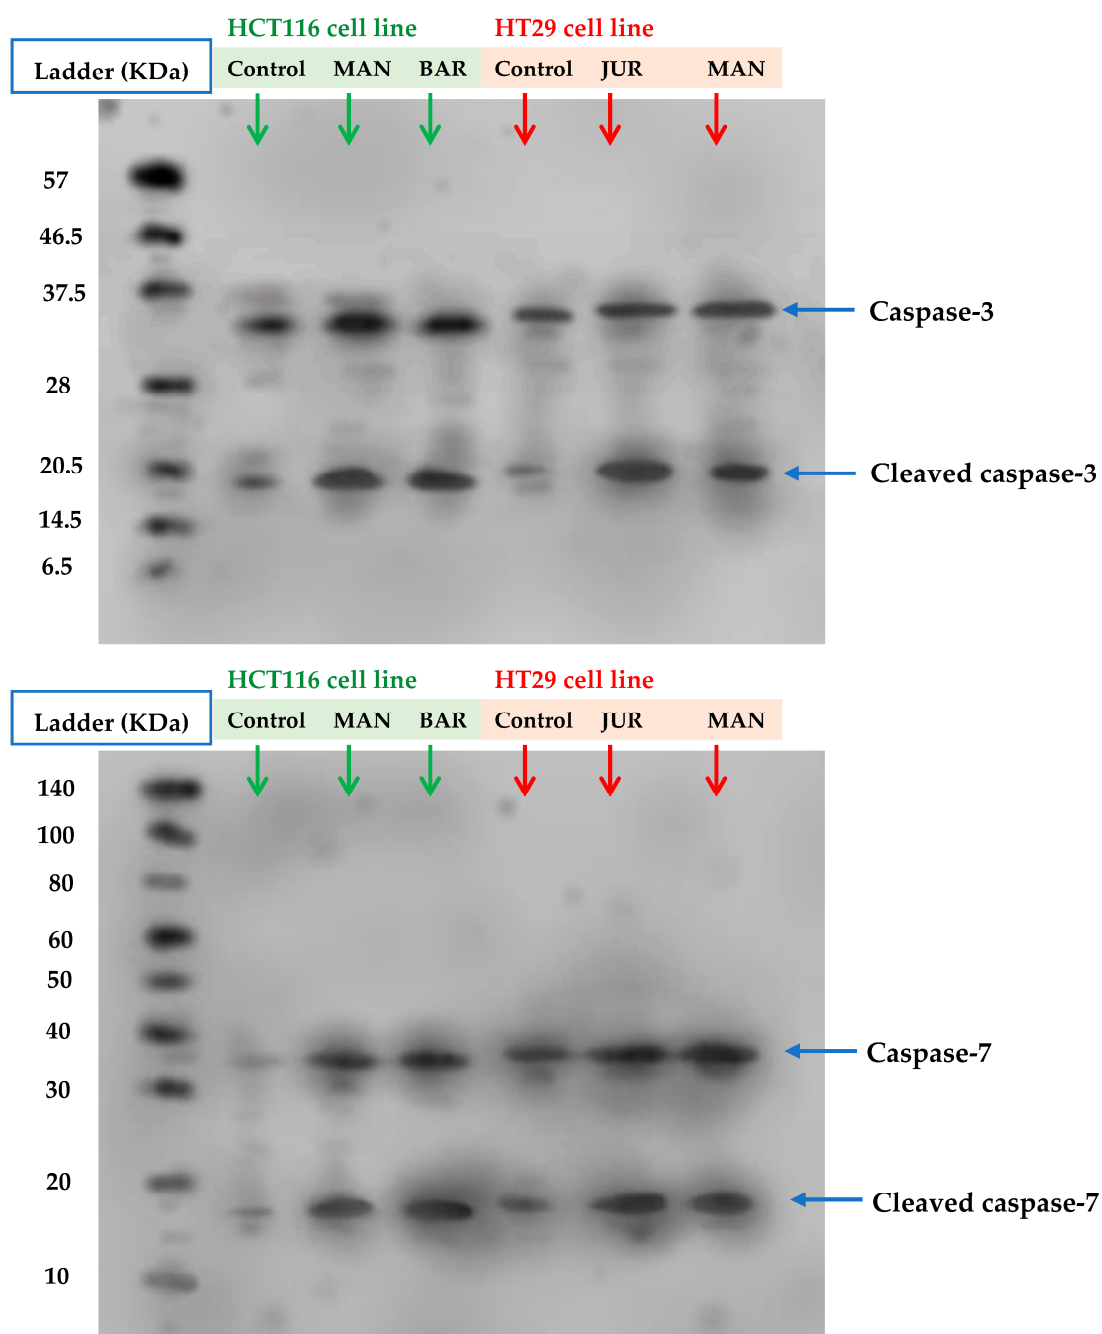 HCT116 cell line HT29 cell line
Ladder (KDa) Control MAN BAR Control JUR MAN
57
46.5
37.5 Caspase-3
28
20.5 Cleaved caspase-3
14.5
6.5
HCT116 cell line HT29 cell line
Ladder (KDa) Control MAN BAR Control JUR MAN
140
100
80
60
50
40 Caspase-7
30
20 Cleaved caspase-7
10